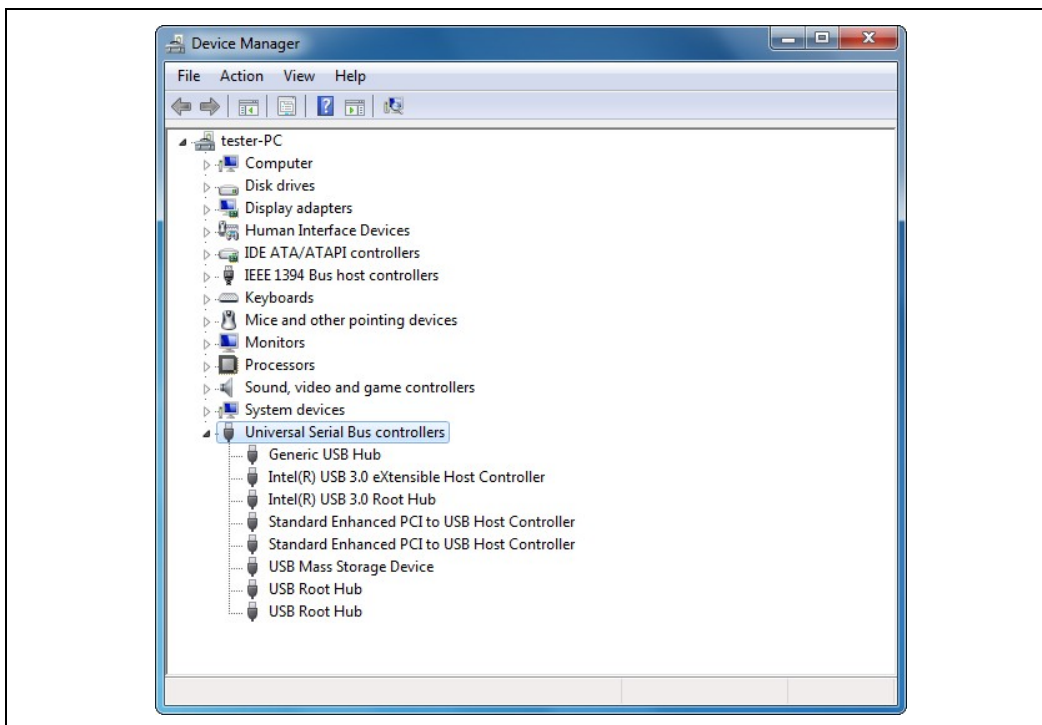 Device Manager
File Action View Help
tester-PC
Computer
Disk drives
Display adapters
Human Interface Devices
IDE ATA/ATAPI controllers
IEEE 1394 Bus host controllers
Keyboards
Mice and other pointing devices
Monitors
Processors
Sound, video and game controllers
System devices
Universal Serial Bus controllers
Generic USB Hub
Intel(R) USB 3.0 eXtensible Host Controller
Intel(R) USB 3.0 Root Hub
Standard Enhanced PCI to USB Host Controller
Standard Enhanced PCI to USB Host Controller
USB Mass Storage Device
USB Root Hub
USB Root Hub